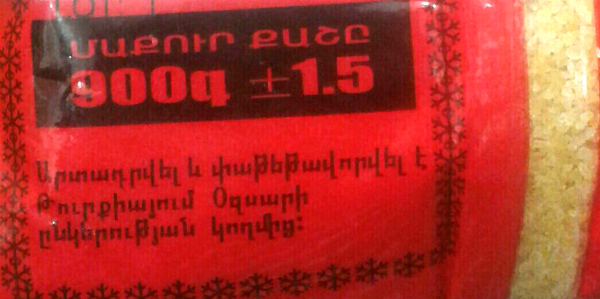 ՄԱՔՈՒՐ ՔԱՇԸ
900գ ±1.5
Արտադրվել և փաթեթավորվել է
Թուրքիայում Օզսարի
ընկերության կողմից: